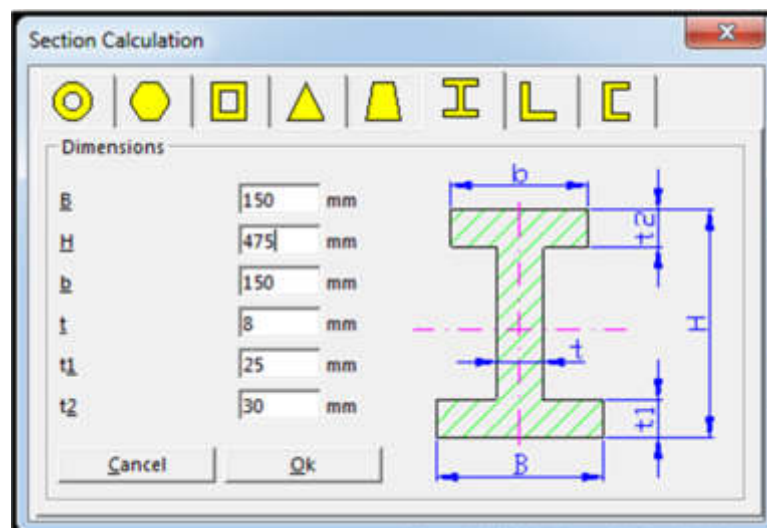 Section Calculation
Dimensions
B 150 mm
H 475 mm
b 150 mm
t 8 mm
t1 25 mm
t2 30 mm
Cancel Ok
b
t2
H
t
t1
B